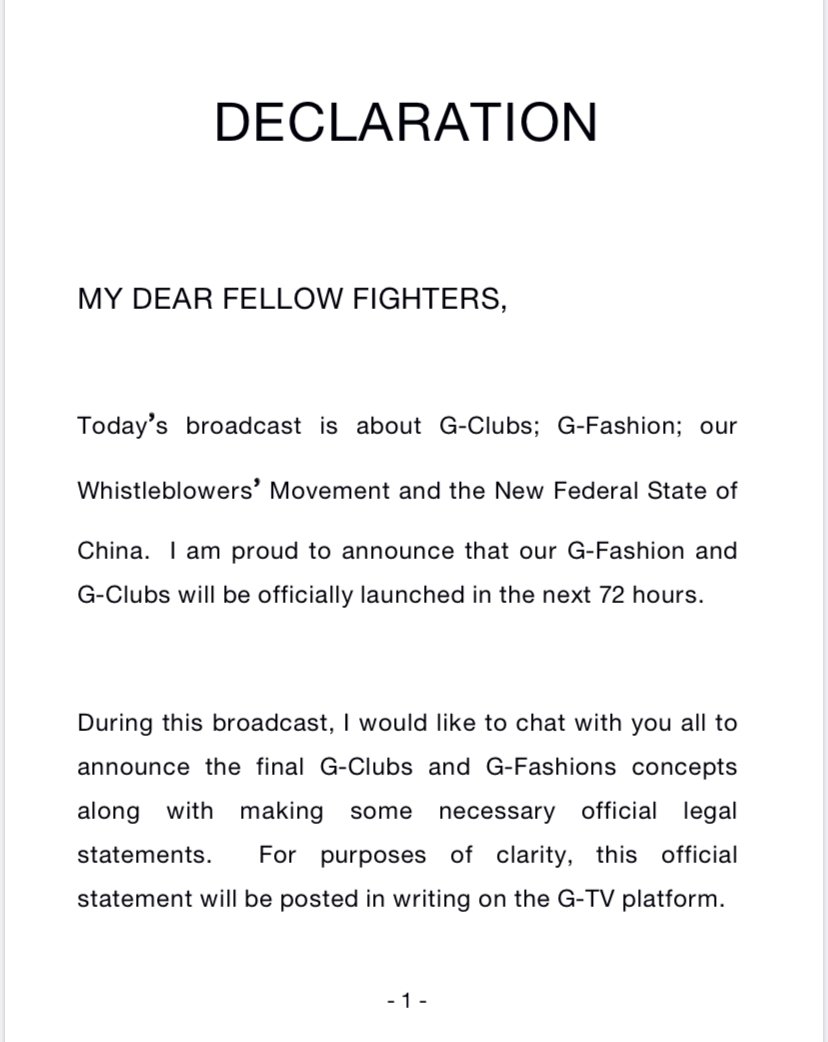 DECLARATION
MY DEAR FELLOW FIGHTERS,
Today’s broadcast is about G-Clubs; G-Fashion; our
Whistleblowers’ Movement and the New Federal State of
China.  I am proud to announce that our G-Fashion and
G-Clubs will be officially launched in the next 72 hours.
During this broadcast, I would like to chat with you all to
announce the final G-Clubs and G-Fashions concepts
along with making some necessary official legal
statements.  For purposes of clarity, this official
statement will be posted in writing on the G-TV platform.
- 1 -